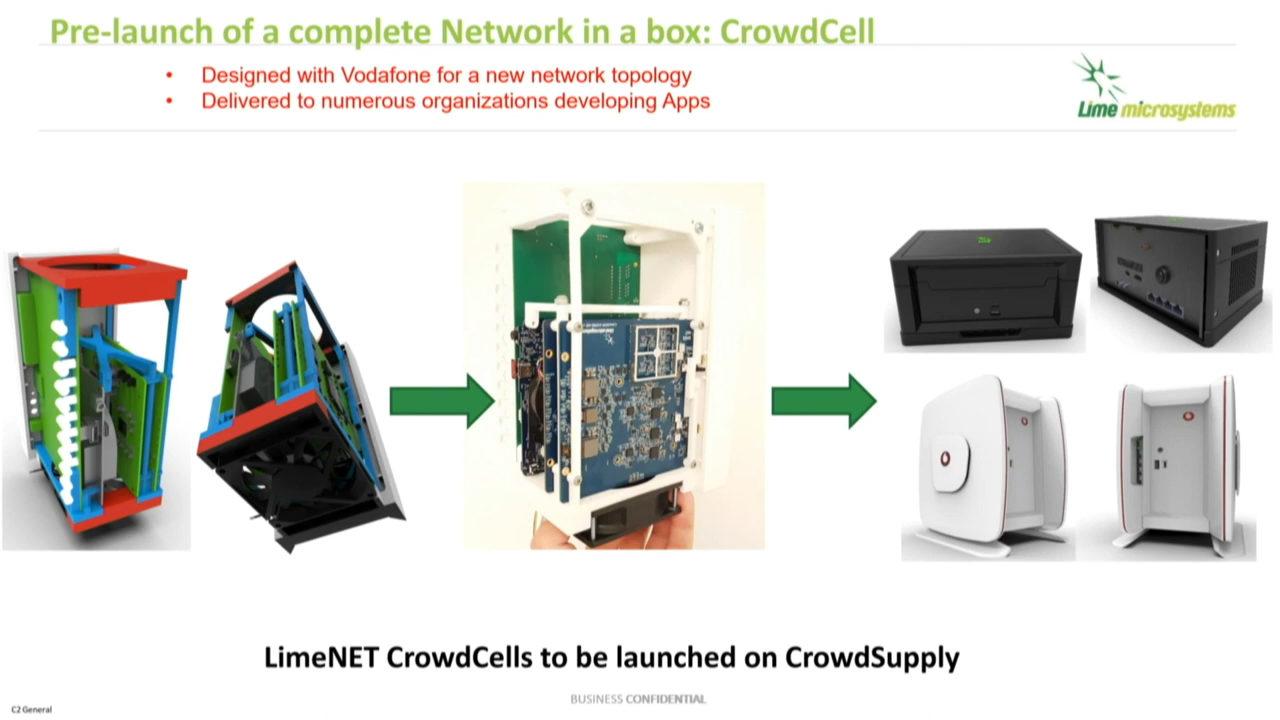 Pre-launch of a complete Network in a box: CrowdCell
• Designed with Vodafone for a new network topology
• Delivered to numerous organizations developing Apps
Lime microsystems
LimeNET CrowdCells to be launched on CrowdSupply
BUSINESS CONFIDENTIAL
C2 General